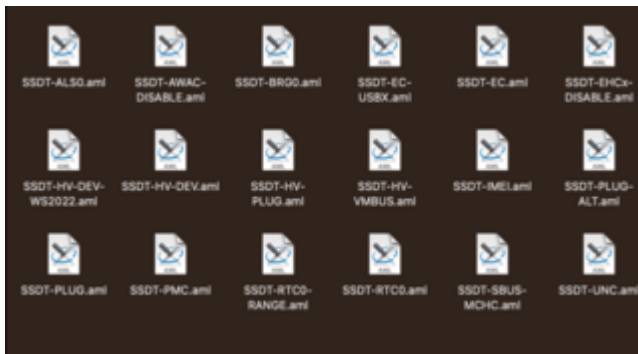 SSDT-ALS0.aml
SSDT-AWAC-
DISABLE.aml
SSDT-BRG0.aml
SSDT-EC-
USBX.aml
SSDT-EC.aml
SSDT-EHCx-
DISABLE.aml
SSDT-HV-DEV-
WS2022.aml
SSDT-HV-DEV.aml
SSDT-HV-
PLUG.aml
SSDT-HV-
VMBUS.aml
SSDT-IMEI.aml
SSDT-PLUG-
ALT.aml
SSDT-PLUG.aml
SSDT-PMC.aml
SSDT-RTC0-
RANGE.aml
SSDT-RTC0.aml
SSDT-SBUS-
MCHC.aml
SSDT-UNC.aml